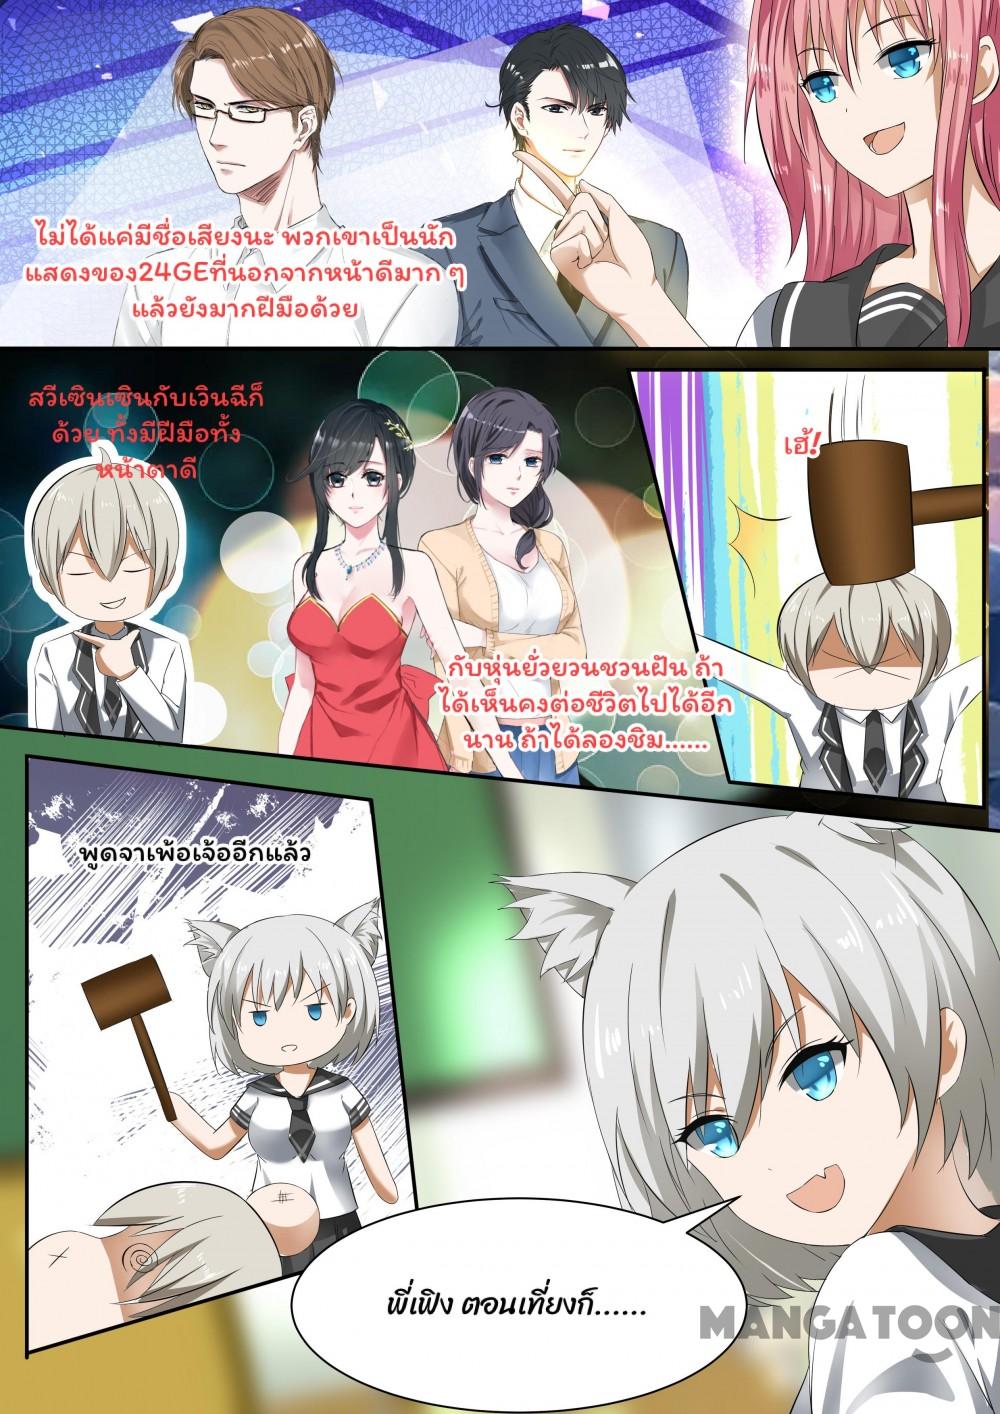 ไม่ได้แค่มีชื่อเสียงนะ พวกเขาเป็นนัก
แสดงของ24GEที่นอกจากหน้าดีมาก ๆ
แล้วยังมากฝีมือด้วย
สวีเซินเซินกับเวินฉีก็
ด้วย ทั้งมีฝีมือทั้ง
หน้าตาดี
เฮ้!
กับหุ่นยั่วยวนชวนฝัน ถ้า
ได้เห็นคงต่อชีวิตไปได้อีก
นาน ถ้าได้ลองชิม......
พูดจาเพ้อเจ้ออีกแล้ว
พี่เฟิง ตอนเที่ยงก็......
MANGATOON